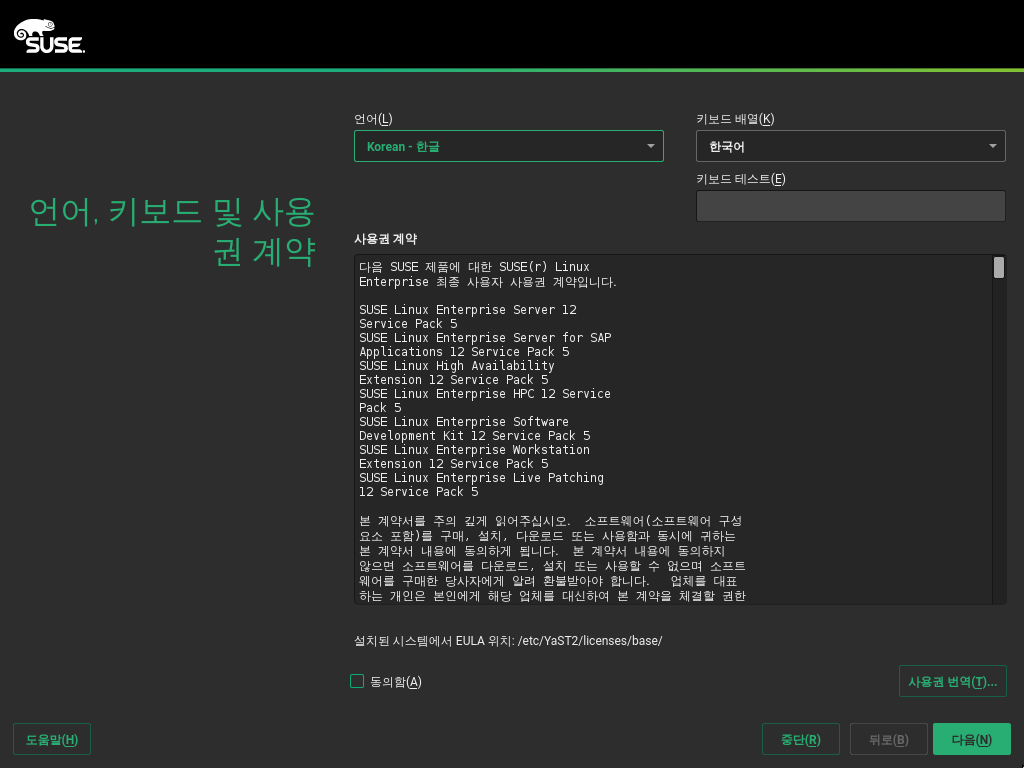 SUSE
언어(L)
키보드 배열(K)
Korean - 한글
한국어
키보드 테스트(E)
언어, 키보드 및 사용
권 계약
사용권 계약
다음 SUSE 제품에 대한 SUSE(r) Linux
Enterprise 최종 사용자 사용권 계약입니다.
SUSE Linux Enterprise Server 12
Service Pack 5
SUSE Linux Enterprise Server for SAP
Applications 12 Service Pack 5
SUSE Linux High Availability
Extension 12 Service Pack 5
SUSE Linux Enterprise HPC 12 Service
Pack 5
SUSE Linux Enterprise Software
Development Kit 12 Service Pack 5
SUSE Linux Enterprise Workstation
Extension 12 Service Pack 5
SUSE Linux Enterprise Live Patching
12 Service Pack 5
본 계약서를 주의 깊게 읽어주십시오. 소프트웨어(소프트웨어 구성
요소 포함)를 구매, 설치, 다운로드 또는 사용함과 동시에 귀하는
본 계약서 내용에 동의하게 됩니다. 본 계약서 내용에 동의하지
않으면 소프트웨어를 다운로드, 설치 또는 사용할 수 없으며 소프트
웨어를 구매한 당사자에게 알려 환불받아야 합니다. 업체를 대표
하는 개인은 본인에게 해당 업체를 대신하여 본 계약을 체결할 권한
설치된 시스템에서 EULA 위치: /etc/YaST2/licenses/base/
동의함(A)
사용권 번역(T)...
도움말(H)
중단(R)
뒤로(B)
다음(N)